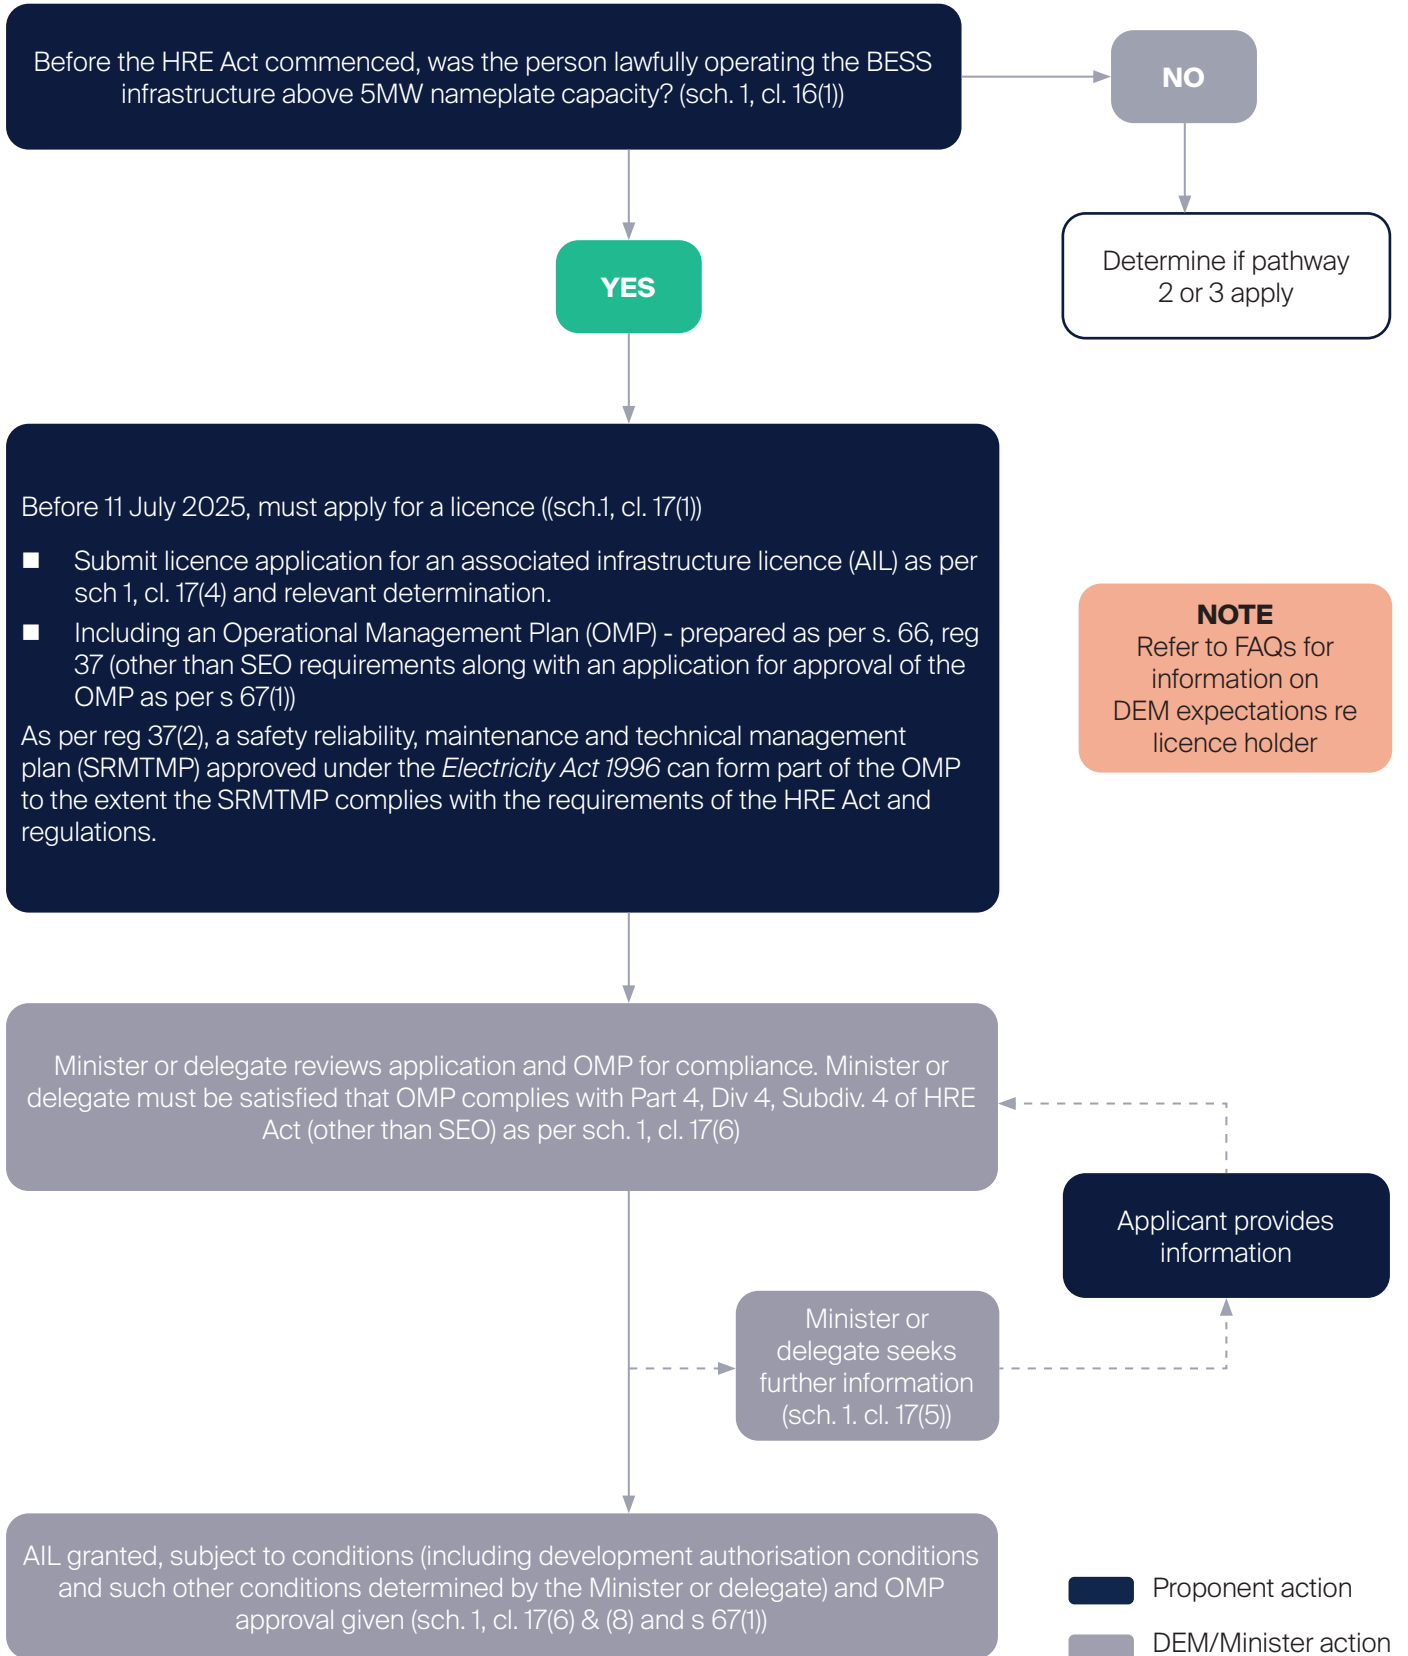 Before the HRE Act commenced, was the person lawfully operating the BESS
infrastructure above 5MW nameplate capacity? (sch. 1, cl. 16(1))
NO
YES
Determine if pathway
2 or 3 apply
Before 11 July 2025, must apply for a licence ((sch.1, cl. 17(1))
■ Submit licence application for an associated infrastructure licence (AIL) as per
sch 1, cl. 17(4) and relevant determination.
■ Including an Operational Management Plan (OMP) - prepared as per s. 66, reg
37 (other than SEO requirements along with an application for approval of the
OMP as per s 67(1))
As per reg 37(2), a safety reliability, maintenance and technical management
plan (SRMTMP) approved under the Electricity Act 1996 can form part of the OMP
to the extent the SRMTMP complies with the requirements of the HRE Act and
regulations.
NOTE
Refer to FAQs for
information on
DEM expectations re
licence holder
Minister or delegate reviews application and OMP for compliance. Minister or
delegate must be satisfied that OMP complies with Part 4, Div 4, Subdiv. 4 of HRE
Act (other than SEO) as per sch. 1, cl. 17(6)
Applicant provides
information
Minister or
delegate seeks
further information
(sch. 1. cl. 17(5))
AIL granted, subject to conditions (including development authorisation conditions
and such other conditions determined by the Minister or delegate) and OMP
approval given (sch. 1, cl. 17(6) & (8) and s 67(1))
Proponent action
DEM/Minister action